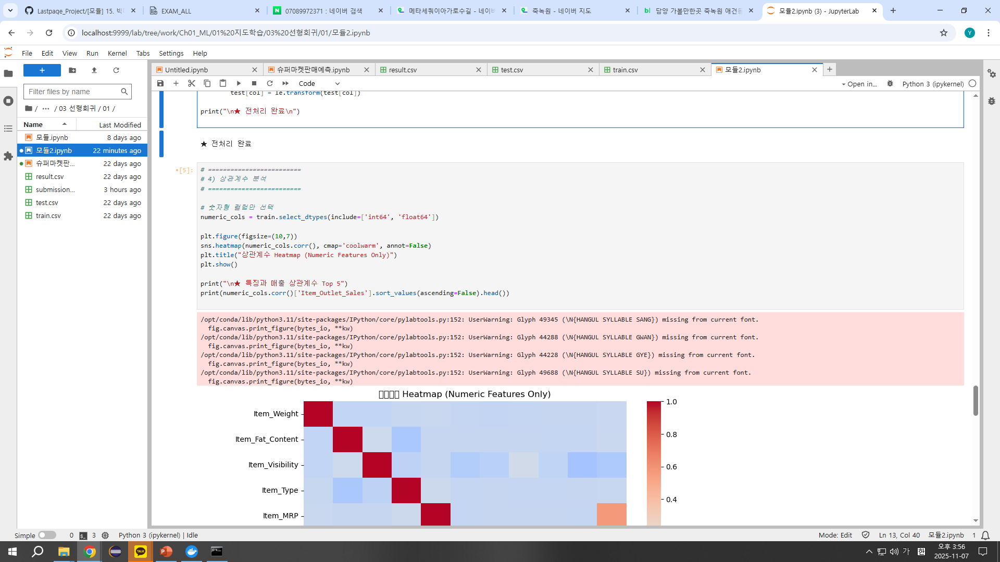 Lastpage_Project/[모듈] 15. 빅
EXAM_ALL
07089972371 : 네이버 검색
메타세쿼이아가로수길 - 네이버
죽녹원 - 네이버 지도
담양 가볼만한곳 죽녹원 애견동
모듈2.ipynb (3) - JupyterLab
localhost:9999/lab/tree/work/Ch01_ML/01%20지도학습/03%20선형회귀/01/모듈2.ipynb
Y
File Edit View Run Kernel Tabs Settings Help
Untitled.ipynb
슈퍼마켓판매예측.ipynb
result.csv
test.csv
train.csv
모듈2.ipynb
Code
Open in...
Python 3 (ipykernel)
Filter files by name
/ ··· / 03 선형회귀 / 01 /
Name Last Modified
모듈.ipynb 8 days ago
모듈2.ipynb 22 minutes ago
슈퍼마켓판... 22 days ago
result.csv 22 days ago
submission... 3 hours ago
test.csv 22 days ago
train.csv 22 days ago
test[col] = le.transform(test[col])
print("\n★ 전처리 완료\n")
★ 전처리 완료
[5]:
# =========================
# 4) 상관계수 분석
# =========================
# 숫자형 컬럼만 선택
numeric_cols = train.select_dtypes(include=['int64', 'float64'])
plt.figure(figsize=(10,7))
sns.heatmap(numeric_cols.corr(), cmap='coolwarm', annot=False)
plt.title("상관계수 Heatmap (Numeric Features Only)")
plt.show()
print("\n★ 특징과 매출 상관계수 Top 5")
print(numeric_cols.corr()['Item_Outlet_Sales'].sort_values(ascending=False).head())
/opt/conda/lib/python3.11/site-packages/IPython/core/pylabtools.py:152: UserWarning: Glyph 49345 (\N{HANGUL SYLLABLE SANG}) missing from current font.
fig.canvas.print_figure(bytes_io, **kw)
/opt/conda/lib/python3.11/site-packages/IPython/core/pylabtools.py:152: UserWarning: Glyph 44288 (\N{HANGUL SYLLABLE GWAN}) missing from current font.
fig.canvas.print_figure(bytes_io, **kw)
/opt/conda/lib/python3.11/site-packages/IPython/core/pylabtools.py:152: UserWarning: Glyph 44228 (\N{HANGUL SYLLABLE GYE}) missing from current font.
fig.canvas.print_figure(bytes_io, **kw)
/opt/conda/lib/python3.11/site-packages/IPython/core/pylabtools.py:152: UserWarning: Glyph 49688 (\N{HANGUL SYLLABLE SU}) missing from current font.
fig.canvas.print_figure(bytes_io, **kw)
▯▯▯▯ Heatmap (Numeric Features Only)
Item_Weight
Item_Fat_Content
Item_Visibility
Item_Type
Item_MRP
1.0
0.8
0.6
0.4
Simple 0 3 Python 3 (ipykernel) | Idle
Mode: Edit Ln 13, Col 40 모듈2.ipynb 1
TALK
가 한
오후 3:56
2025-11-07